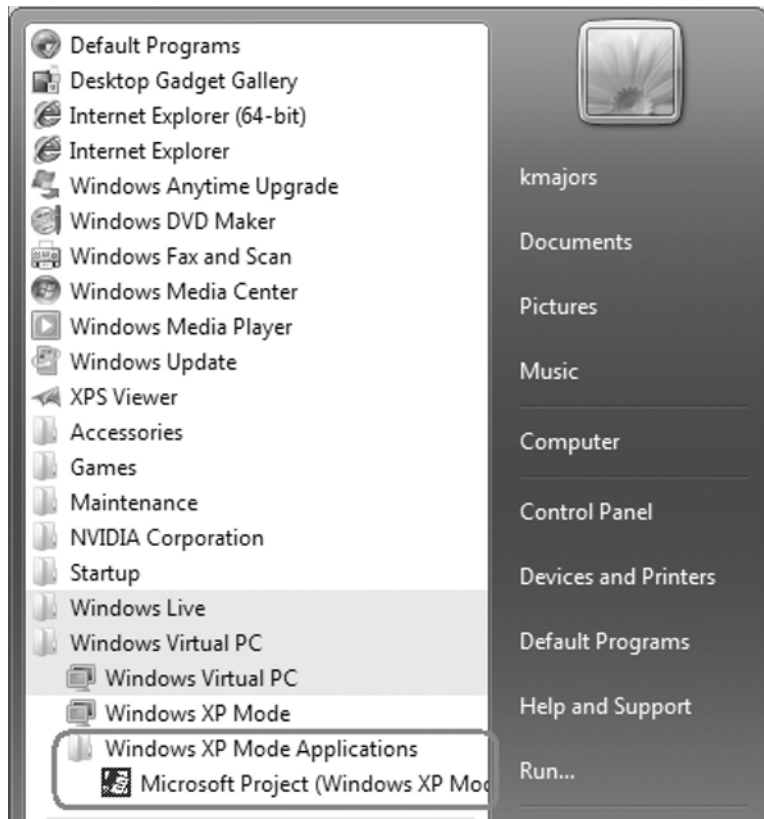 Default Programs
Desktop Gadget Gallery
Internet Explorer (64-bit)
Internet Explorer
Windows Anytime Upgrade
Windows DVD Maker
Windows Fax and Scan
Windows Media Center
Windows Media Player
Windows Update
XPS Viewer
Accessories
Games
Maintenance
NVIDIA Corporation
Startup
Windows Live
Windows Virtual PC
Windows Virtual PC
Windows XP Mode
Windows XP Mode Applications
Microsoft Project (Windows XP Mod
kmajors
Documents
Pictures
Music
Computer
Control Panel
Devices and Printers
Default Programs
Help and Support
Run...